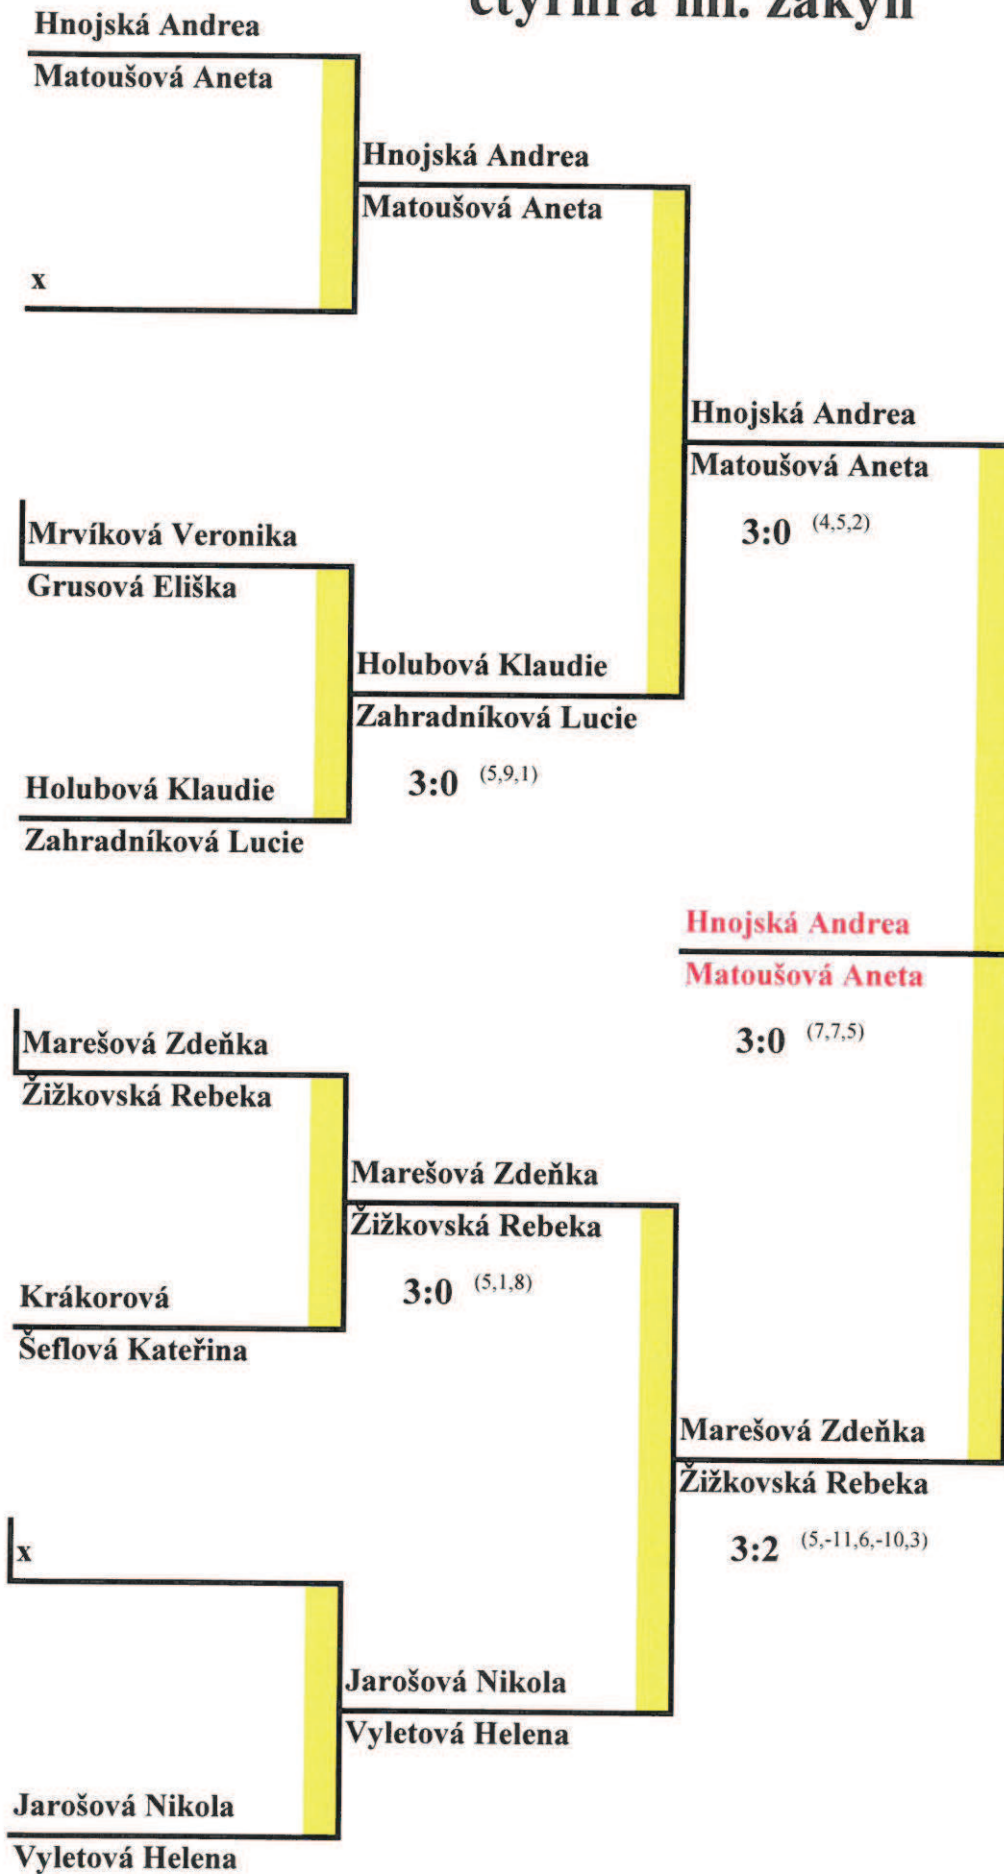 čtyřhra ml. žákyň
Hnojská Andrea
Matoušová Aneta
Hnojská Andrea
Matoušová Aneta
x
Hnojská Andrea
Matoušová Aneta
3:0 (4,5,2)
Mrvíková Veronika
Grusová Eliška
Holubová Klaudie
Zahradníková Lucie
3:0 (5,9,1)
Holubová Klaudie
Zahradníková Lucie
Hnojská Andrea
Matoušová Aneta
3:0 (7,7,5)
Marešová Zdeňka
Žižkovská Rebeka
Marešová Zdeňka
Žižkovská Rebeka
3:0 (5,1,8)
Krákorová
Šeflová Kateřina
Marešová Zdeňka
Žižkovská Rebeka
3:2 (5,-11,6,-10,3)
x
Jarošová Nikola
Vyletová Helena
Jarošová Nikola
Vyletová Helena